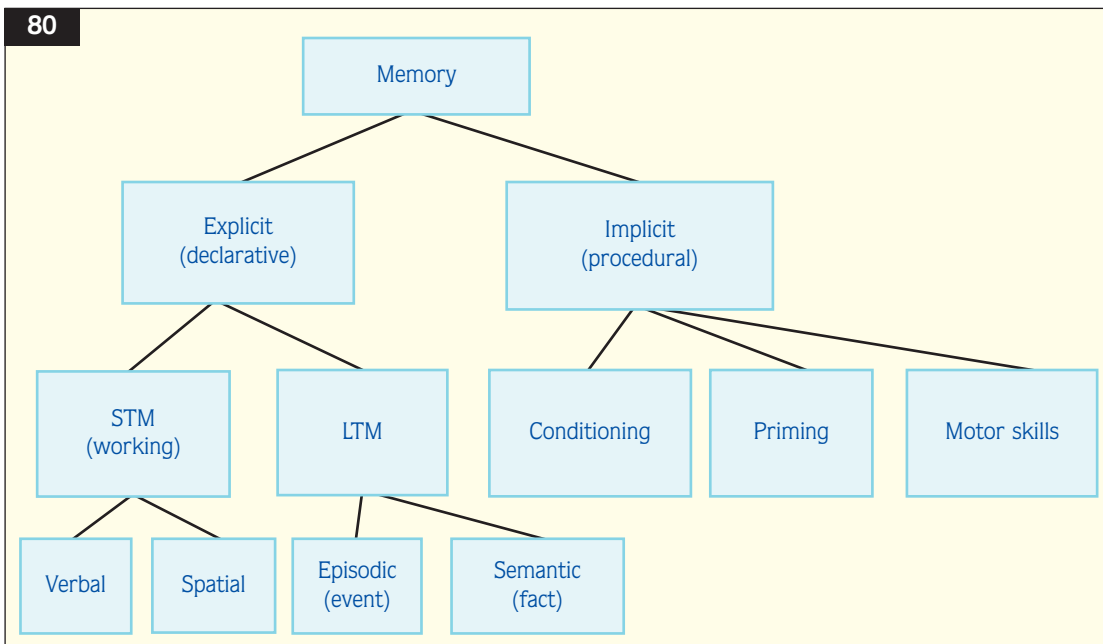 80
Memory
Explicit
(declarative)
Implicit
(procedural)
STM
(working)
LTM
Conditioning
Priming
Motor skills
Verbal
Spatial
Episodic
(event)
Semantic
(fact)